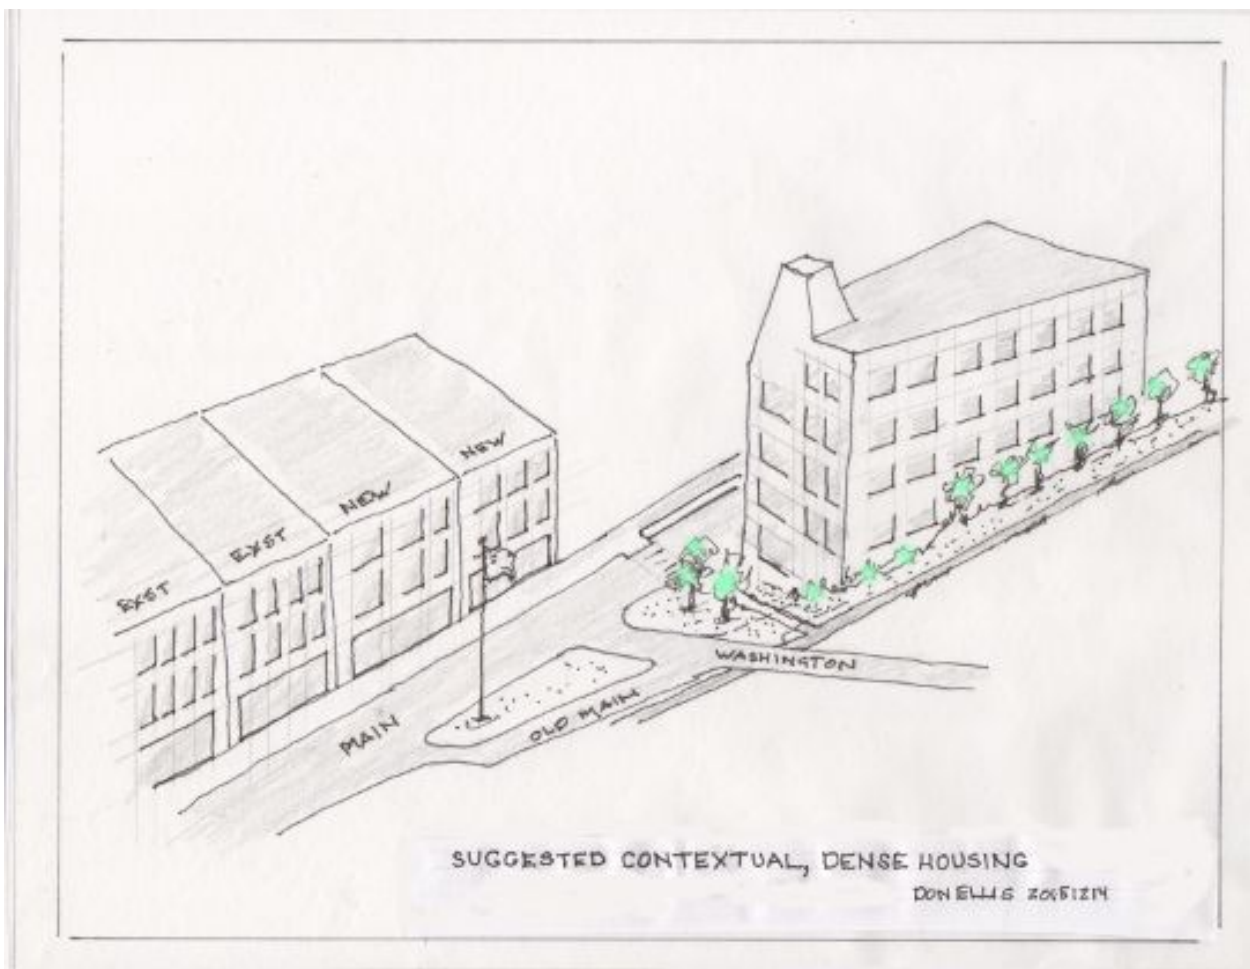 NEW
NEW
EXST
EXST
MAIN
OLD MAIN
WASHINGTON
SUGGESTED CONTEXTUAL, DENSE HOUSING
DON ELLIS 20151214